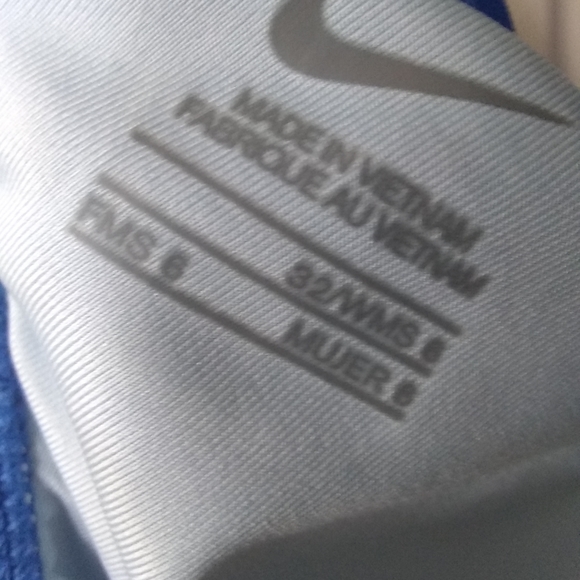 MADE IN VIETNAM
FABRIQUE AU VIETNAM
32/WMS 6
FMS 6
MUJER 6